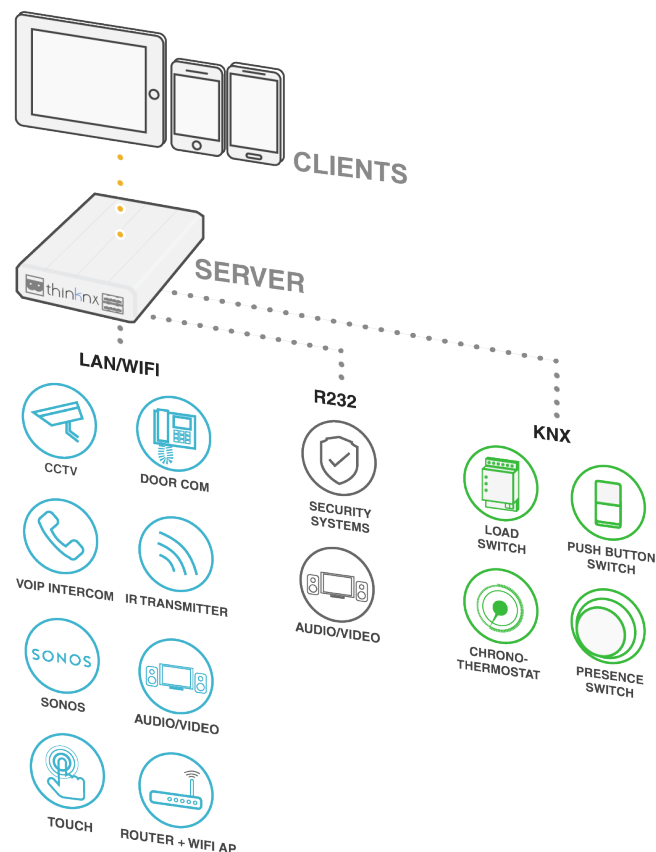 CLIENTS
SERVER
thinknx
LAN/WIFI
CCTV
DOOR COM
VOIP INTERCOM
IR TRANSMITTER
SONOS
SONOS
AUDIO/VIDEO
TOUCH
ROUTER + WIFI AP
R232
SECURITY
SYSTEMS
AUDIO/VIDEO
KNX
LOAD
SWITCH
PUSH BUTTON
SWITCH
CHRONO-
THERMOSTAT
PRESENCE
SWITCH